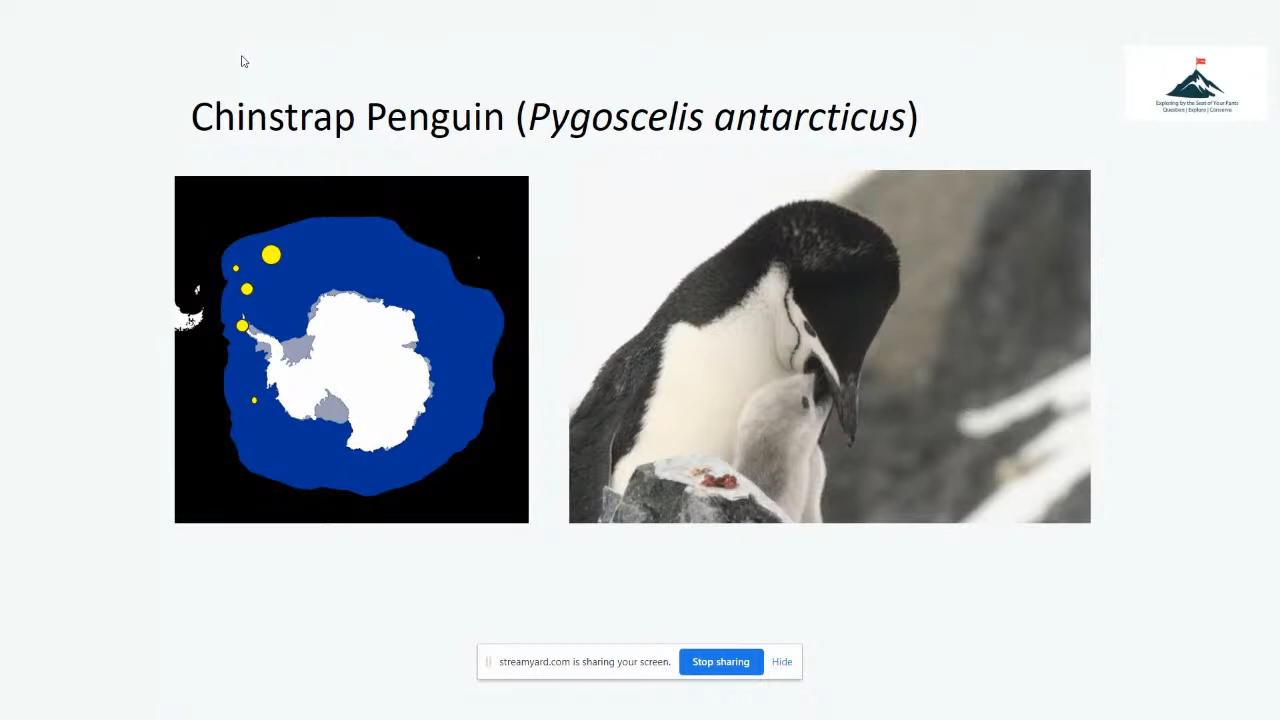 Chinstrap Penguin (Pygoscelis antarcticus)
Exploring by the Seat of Your Pants
Question | Explore | Conserve
streamyard.com is sharing your screen. Stop sharing Hide